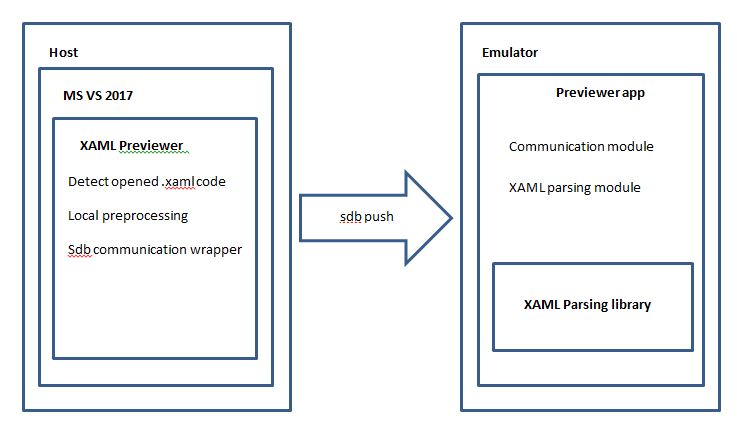 Host
MS VS 2017
XAML Previewer
Detect opened .xaml code
Local preprocessing
Sdb communication wrapper
sdb push
Emulator
Previewer app
Communication module
XAML parsing module
XAML Parsing library